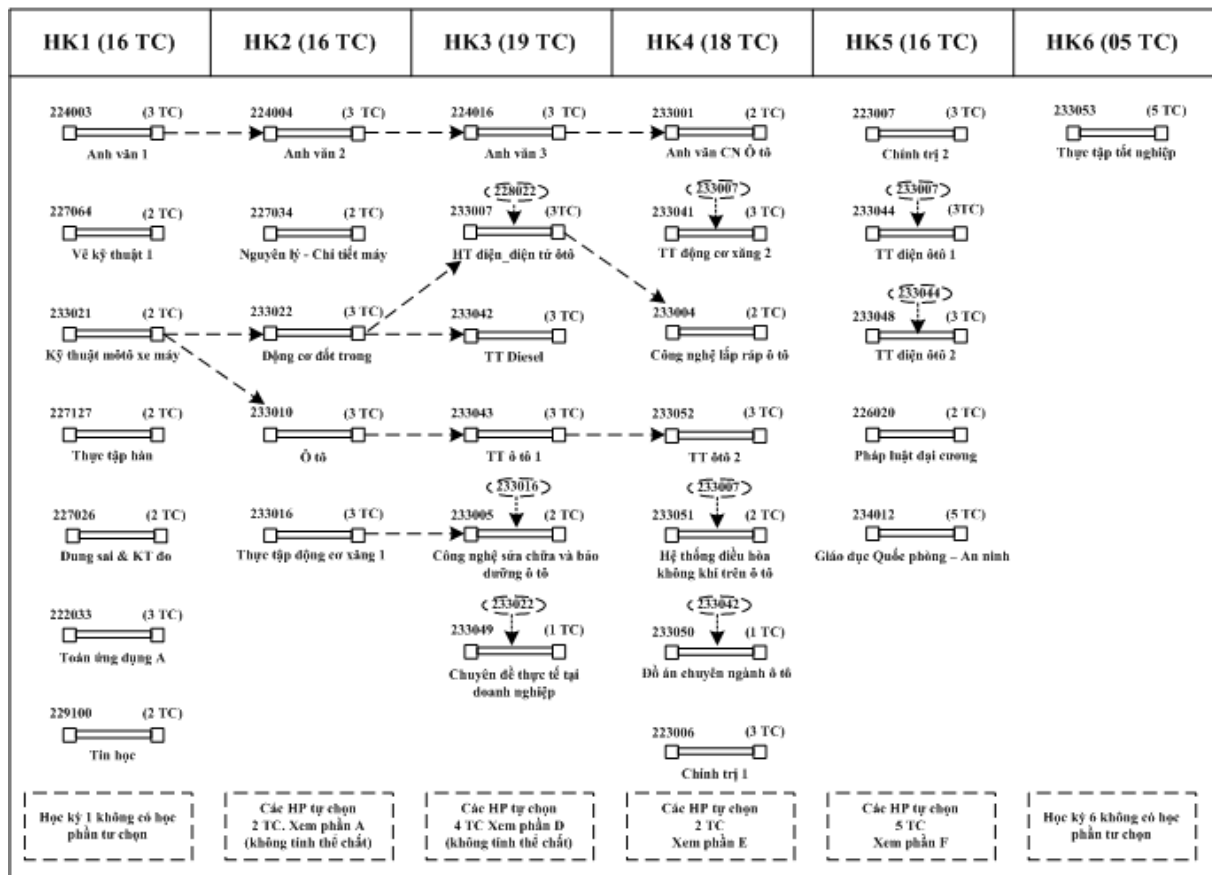 HK1 (16 TC)
HK2 (16 TC)
HK3 (19 TC)
HK4 (18 TC)
HK5 (16 TC)
HK6 (05 TC)
224003 (3 TC)
Anh văn 1
227064 (2 TC)
Vẽ kỹ thuật 1
233021 (2 TC)
Kỹ thuật môtô xe máy
227127 (2 TC)
Thực tập hàn
227026 (2 TC)
Dung sai & KT đo
222033 (3 TC)
Toán ứng dụng A
229100 (2 TC)
Tin học
Học kỳ 1 không có học
phần tự chọn
224004 (3 TC)
Anh văn 2
227034 (2 TC)
Nguyên lý - Chi tiết máy
233022 (3 TC)
Động cơ đốt trong
233010 (3 TC)
Ô tô
233016 (3 TC)
Thực tập động cơ xăng 1
Các HP tự chọn
2 TC. Xem phần A
(không tính thể chất)
224016 (3 TC)
Anh văn 3
228022
233007 (3TC)
HT điện_điện tử ôtô
233042 (3 TC)
TT Diesel
233043 (3 TC)
TT ô tô 1
233016
233005 (2 TC)
Công nghệ sửa chữa và bảo
dưỡng ô tô
233022
233049 (1 TC)
Chuyên đề thực tế tại
doanh nghiệp
Các HP tự chọn
4 TC Xem phần D
(không tính thể chất)
233001 (2 TC)
Anh văn CN Ô tô
233007
233041 (3 TC)
TT động cơ xăng 2
233004 (2 TC)
Công nghệ lắp ráp ô tô
233052 (3 TC)
TT ôtô 2
233007
233051 (2 TC)
Hệ thống điều hòa
không khí trên ô tô
233042
233050 (1 TC)
Đồ án chuyên ngành ô tô
223006 (3 TC)
Chính trị 1
Các HP tự chọn
2 TC
Xem phần E
223007 (3 TC)
Chính trị 2
233007
233044 (3TC)
TT điện ôtô 1
233044
233048 (3 TC)
TT điện ôtô 2
226020 (2 TC)
Pháp luật đại cương
234012 (5 TC)
Giáo dục Quốc phòng – An ninh
Các HP tự chọn
5 TC
Xem phần F
233053 (5 TC)
Thực tập tốt nghiệp
Học kỳ 6 không có học
phần tự chọn